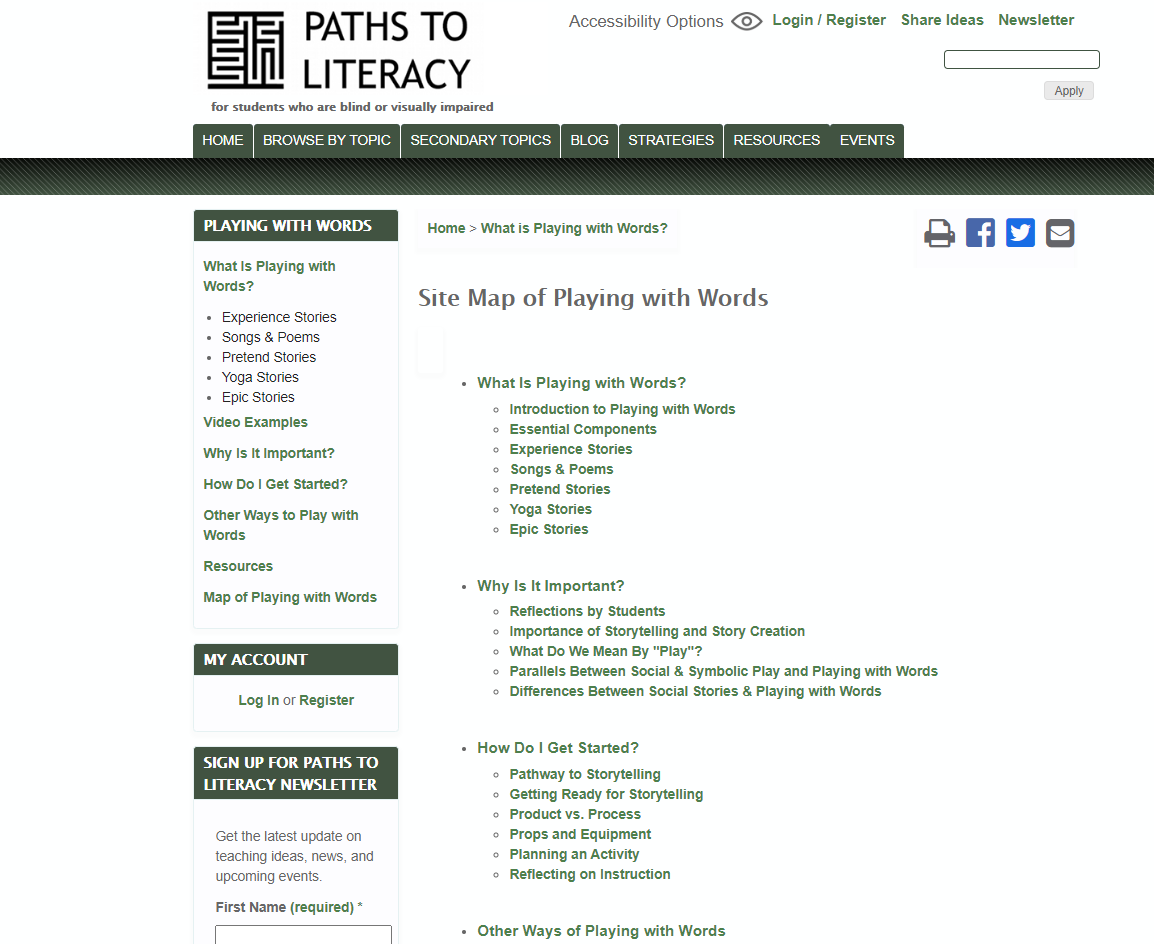 PATHS TO
LITERACY
for students who are blind or visually impaired
Accessibility Options Login / Register Share Ideas Newsletter
Apply
HOME BROWSE BY TOPIC SECONDARY TOPICS BLOG STRATEGIES RESOURCES EVENTS
PLAYING WITH WORDS
What Is Playing with
Words?
Experience Stories
Songs & Poems
Pretend Stories
Yoga Stories
Epic Stories
Video Examples
Why Is It Important?
How Do I Get Started?
Other Ways to Play with
Words
Resources
Map of Playing with Words
MY ACCOUNT
Log In or Register
SIGN UP FOR PATHS TO
LITERACY NEWSLETTER
Get the latest update on
teaching ideas, news, and
upcoming events.
First Name (required) *
Home > What is Playing with Words?
Site Map of Playing with Words
What Is Playing with Words?
Introduction to Playing with Words
Essential Components
Experience Stories
Songs & Poems
Pretend Stories
Yoga Stories
Epic Stories
Why Is It Important?
Reflections by Students
Importance of Storytelling and Story Creation
What Do We Mean By "Play"?
Parallels Between Social & Symbolic Play and Playing with Words
Differences Between Social Stories & Playing with Words
How Do I Get Started?
Pathway to Storytelling
Getting Ready for Storytelling
Product vs. Process
Props and Equipment
Planning an Activity
Reflecting on Instruction
Other Ways of Playing with Words